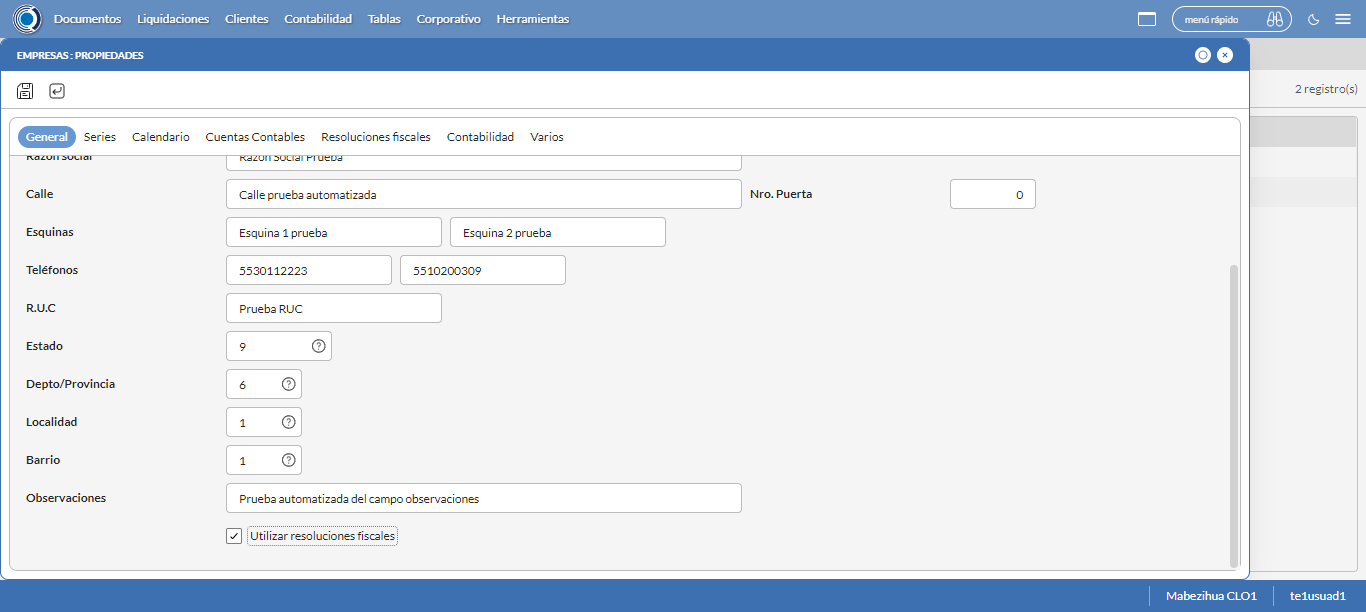 Documentos Liquidaciones Clientes Contabilidad Tablas Corporativo Herramientas menú rápido
EMPRESAS : PROPIEDADES
2 registro(s)
General Series Calendario Cuentas Contables Resoluciones fiscales Contabilidad Varios
Razón social Razón Social Prueba
Calle Calle prueba automatizada Nro. Puerta 0
Esquinas Esquina 1 prueba Esquina 2 prueba
Teléfonos 5530112223 5510200309
R.U.C Prueba RUC
Estado 9
Depto/Provincia 6
Localidad 1
Barrio 1
Observaciones Prueba automatizada del campo observaciones
Utilizar resoluciones fiscales
Mabezihua CLO1 te1usuad1